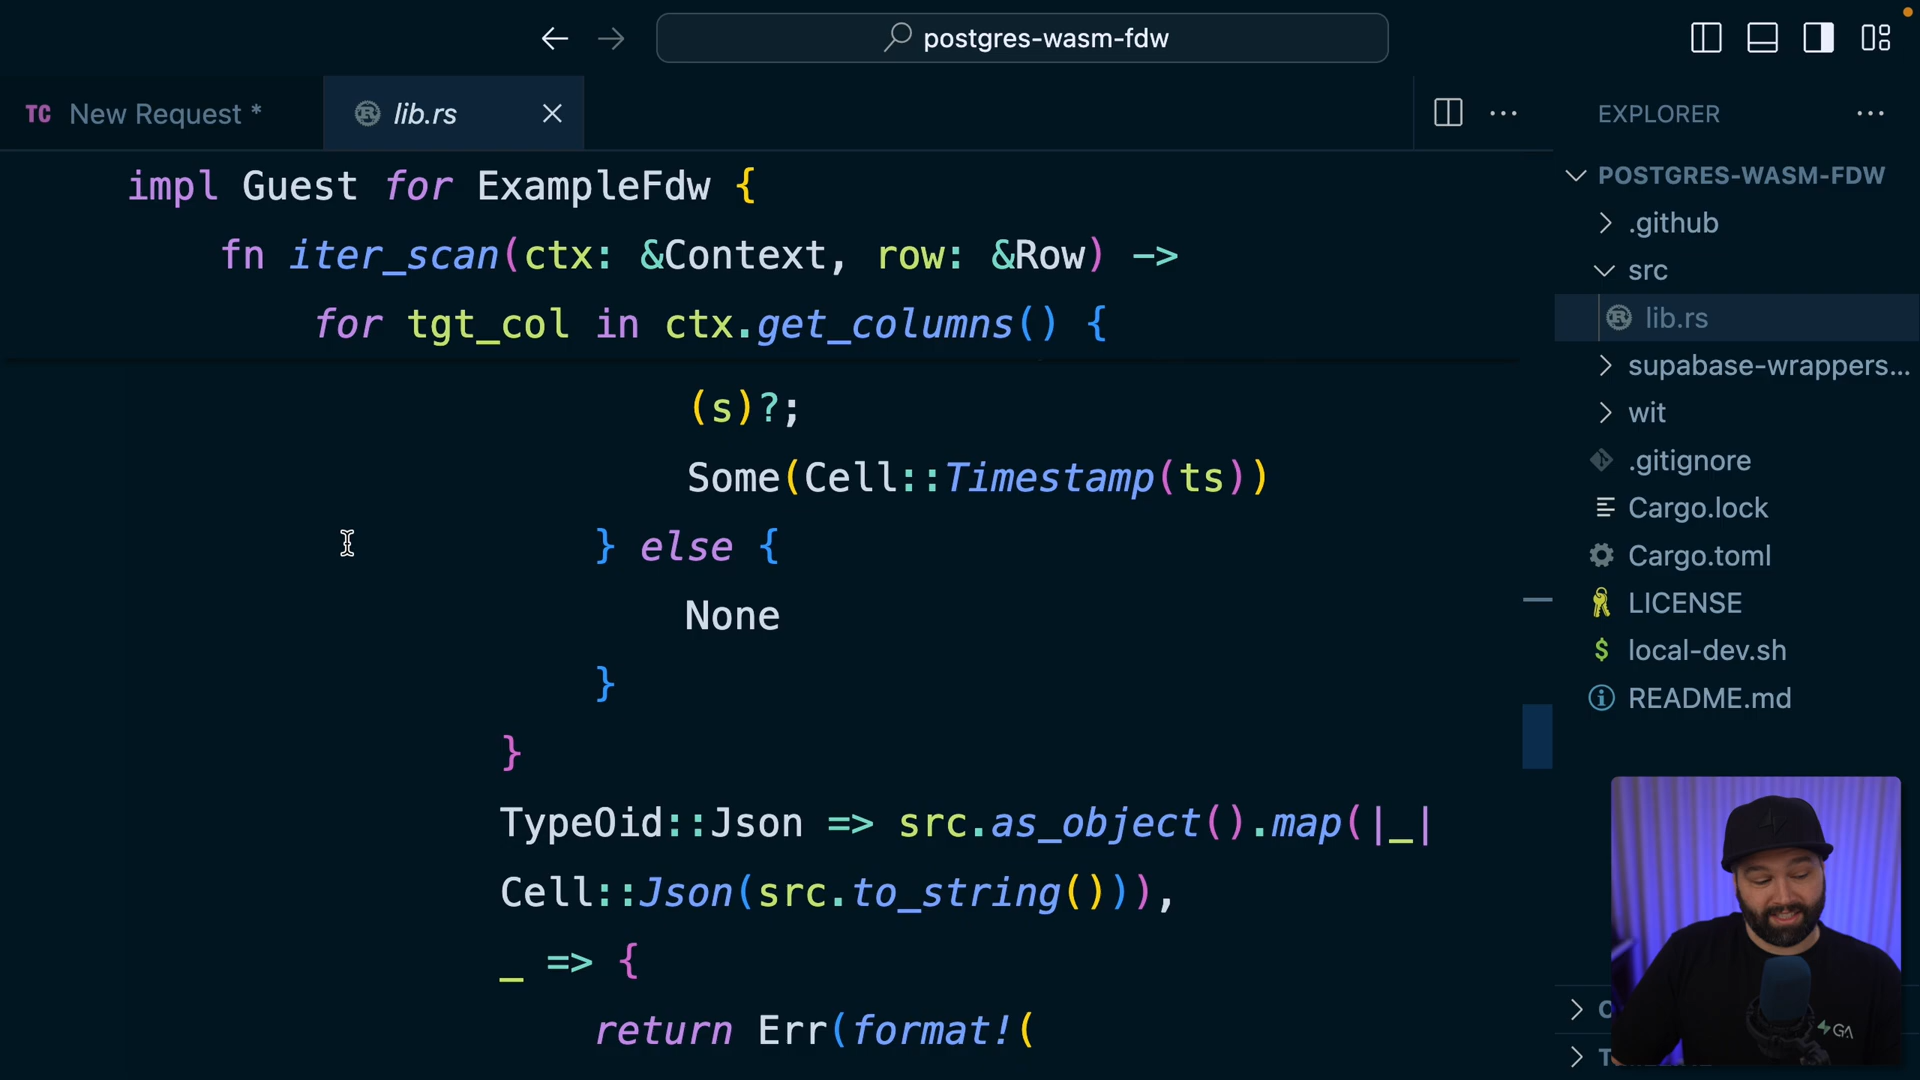 postgres-wasm-fdw
TC New Request *
lib.rs
EXPLORER
impl Guest for ExampleFdw {
fn iter_scan(ctx: &Context, row: &Row) ->
for tgt_col in ctx.get_columns() {
(s)?;
Some(Cell::Timestamp(ts))
} else {
None
}
}
TypeOid::Json => src.as_object().map(|_|
Cell::Json(src.to_string())),
_ => {
return Err(format!(
POSTGRES-WASM-FDW
.github
src
lib.rs
supabase-wrappers...
wit
.gitignore
Cargo.lock
Cargo.toml
LICENSE
$ local-dev.sh
README.md
GA